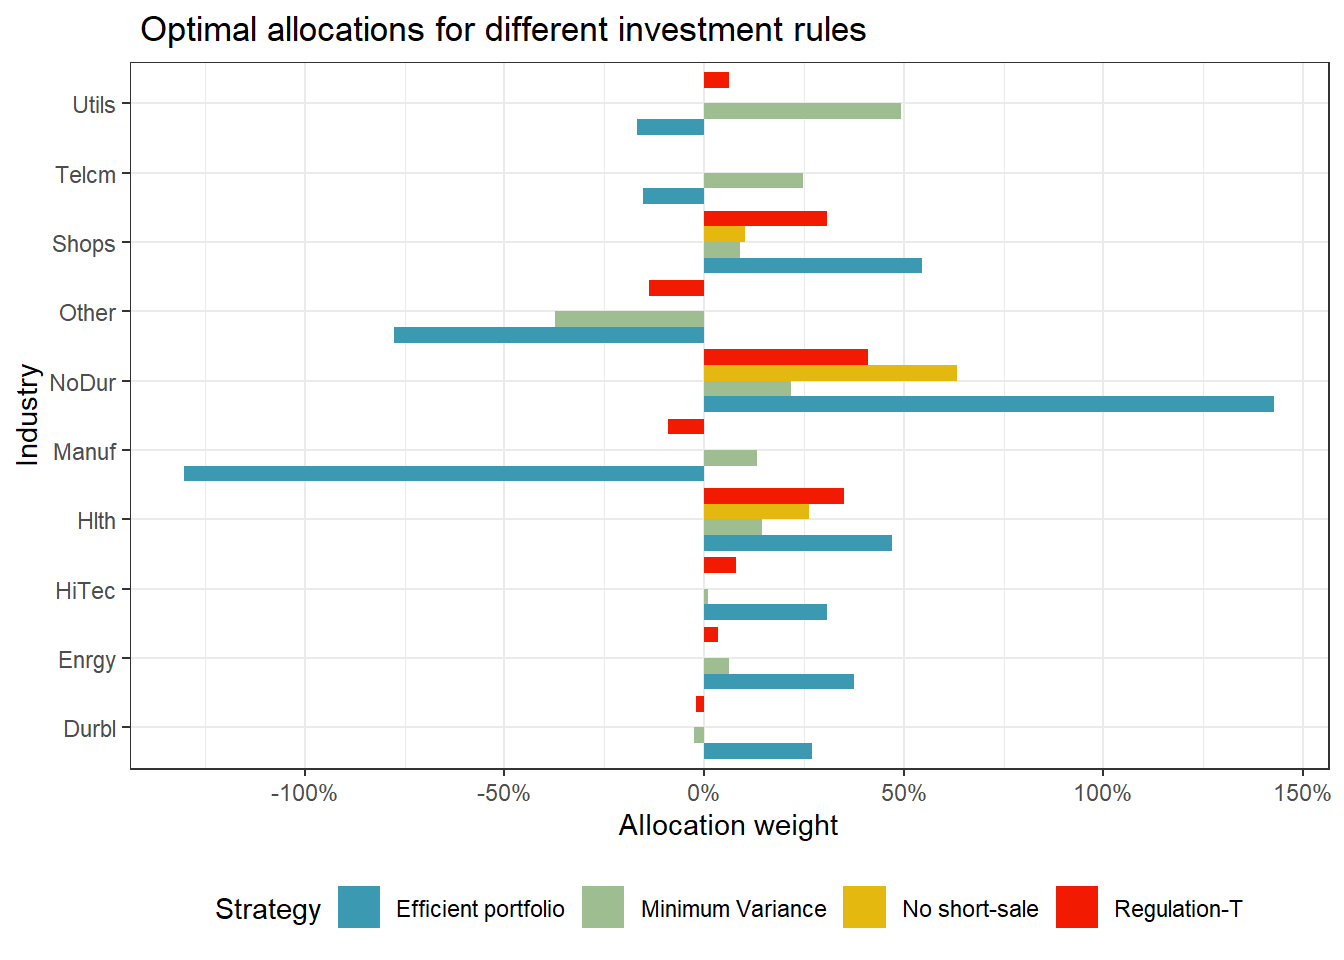 Optimal allocations for different investment rules
Utils
Telcm
Shops
Other
NoDur
Manuf
Hlth
HiTec
Enrgy
Durbl
Industry
-100% -50% 0% 50% 100% 150%
Allocation weight
Strategy Efficient portfolio Minimum Variance No short-sale Regulation-T